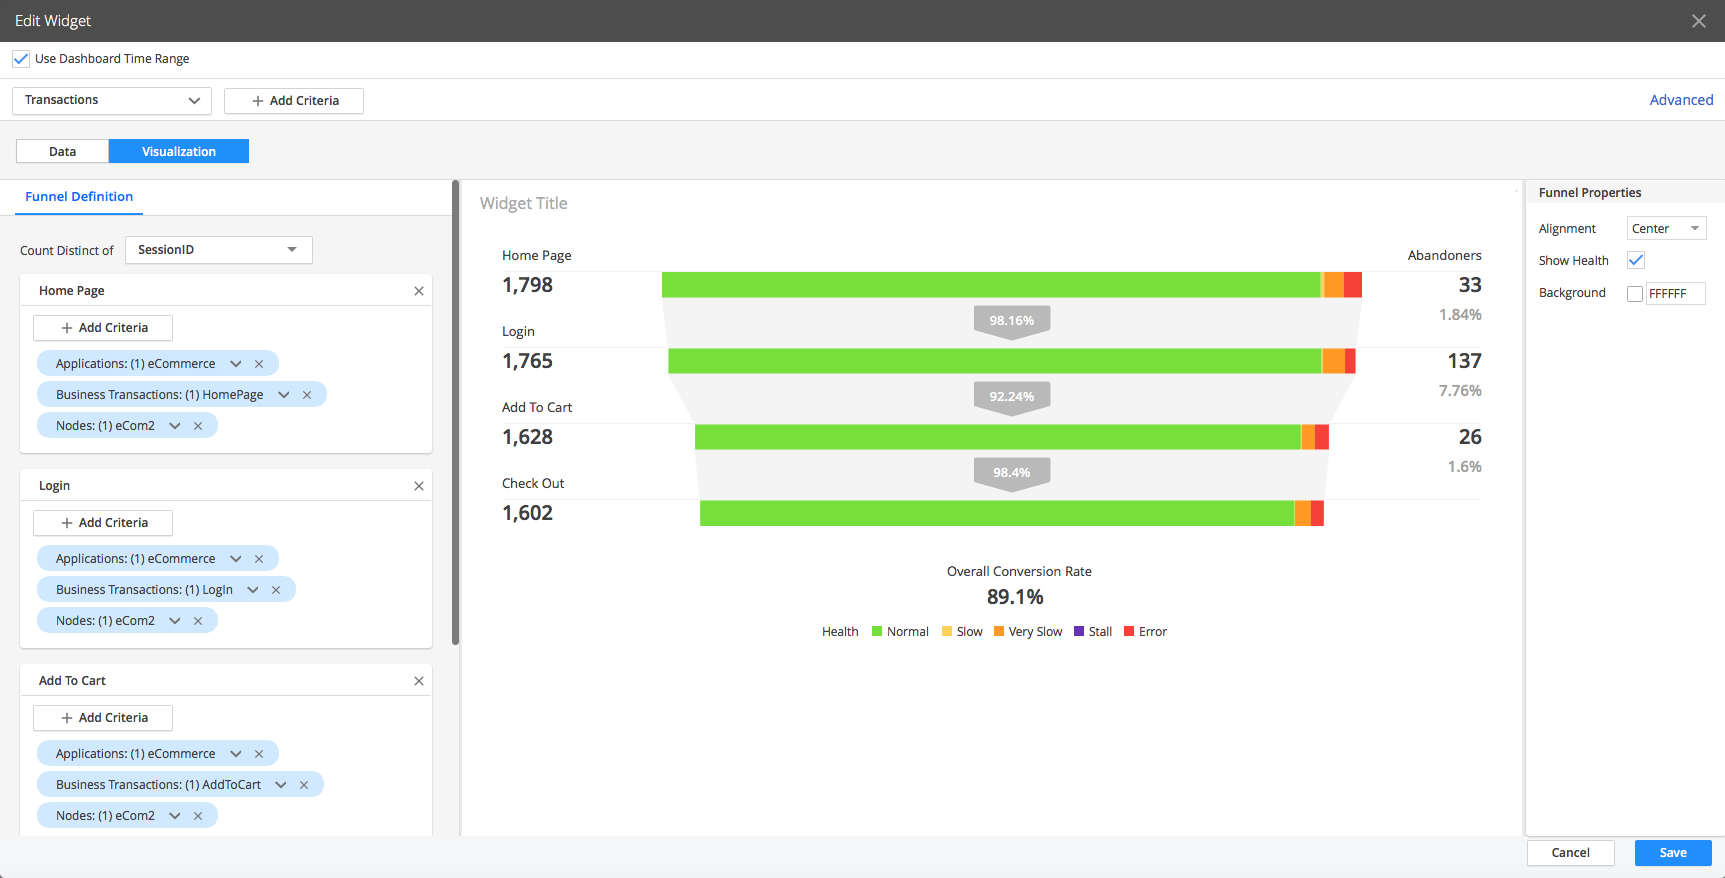 Edit Widget
Use Dashboard Time Range
Transactions
Add Criteria
Advanced
Data
Visualization
Funnel Definition
Count Distinct of
SessionID
Home Page
Add Criteria
Applications: (1) eCommerce
Business Transactions: (1) HomePage
Nodes: (1) eCom2
Login
Add Criteria
Applications: (1) eCommerce
Business Transactions: (1) LogIn
Nodes: (1) eCom2
Add To Cart
Add Criteria
Applications: (1) eCommerce
Business Transactions: (1) AddToCart
Nodes: (1) eCom2
Widget Title
Home Page
Abandoners
1,798
33
98.16%
1.84%
Login
1,765
137
92.24%
7.76%
Add To Cart
1,628
26
98.4%
1.6%
Check Out
1,602
Overall Conversion Rate
89.1%
Health Normal Slow Very Slow Stall Error
Funnel Properties
Alignment
Center
Show Health
Background
FFFFFF
Cancel
Save